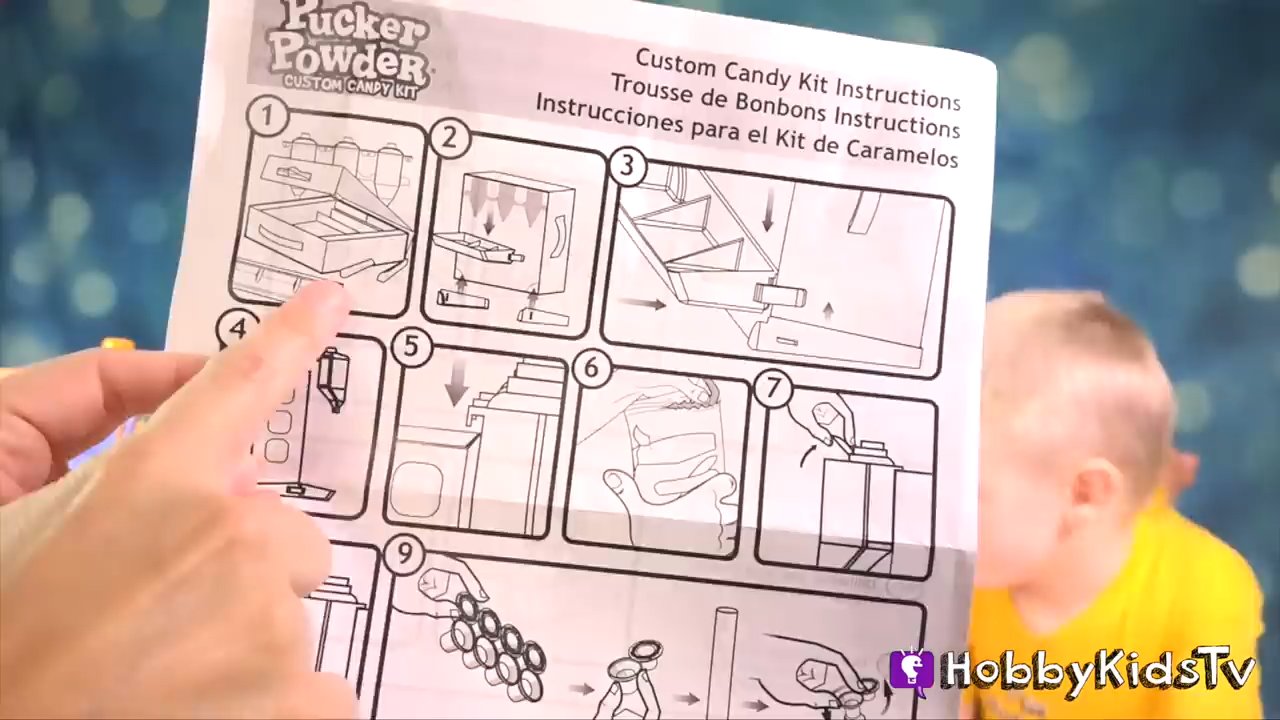 Pucker
Powder
CUSTOM CANDY KIT
Custom Candy Kit Instructions
Trousse de Bonbons Instructions
Instrucciones para el Kit de Caramelos
1
2
3
4
5
6
7
9
HobbyKidsTv